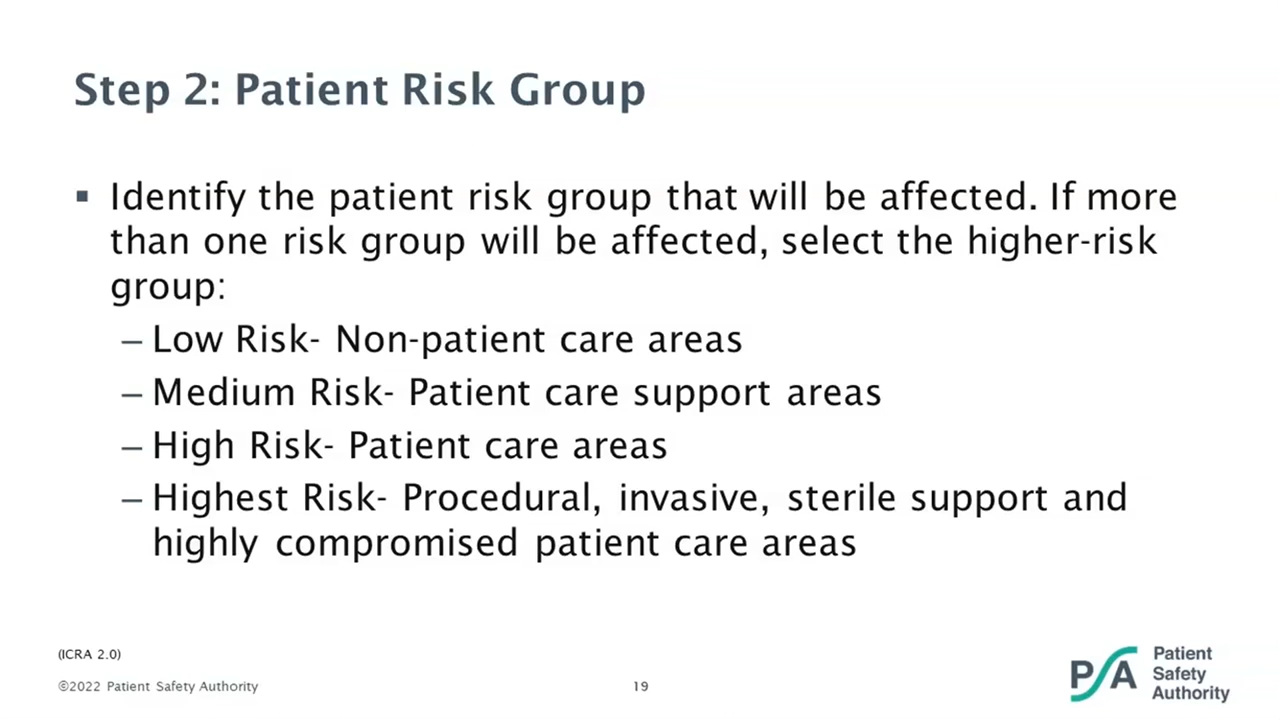 Step 2: Patient Risk Group
▪ Identify the patient risk group that will be affected. If more
than one risk group will be affected, select the higher-risk
group:
– Low Risk- Non-patient care areas
– Medium Risk- Patient care support areas
– High Risk- Patient care areas
– Highest Risk- Procedural, invasive, sterile support and
highly compromised patient care areas
(ICRA 2.0)
©2022 Patient Safety Authority
19
PSA
Patient
Safety
Authority